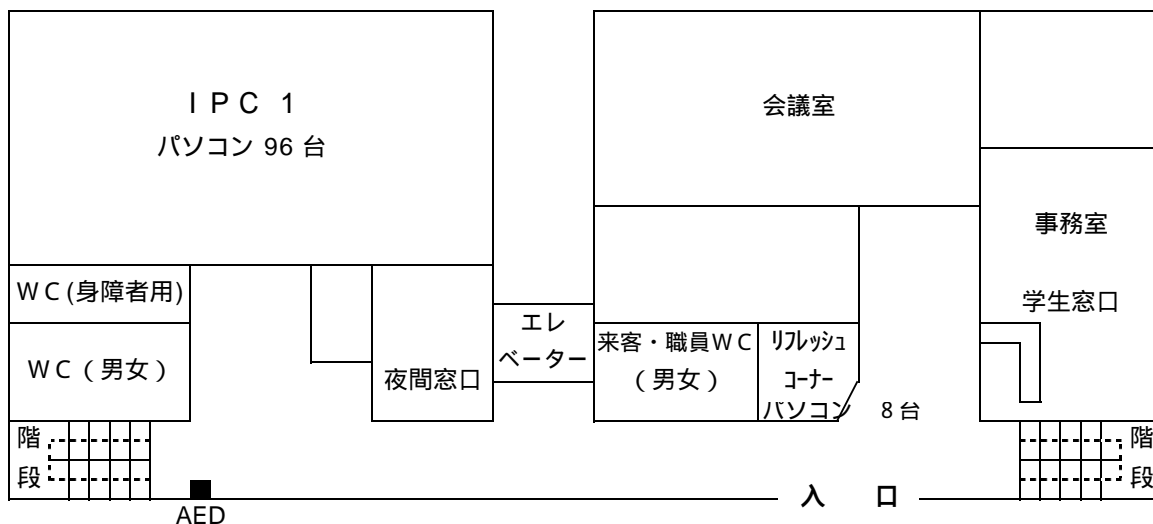 ＩＰＣ １
パソコン 96 台
会議室
事務室
学生窓口
ＷＣ(身障者用)
ＷＣ（男女）
夜間窓口
エレ
ベーター
来客・職員ＷＣ
（男女）
ﾘﾌﾚｯｼｭ
ｺｰﾅｰ
パソコン 8 台
階
段
AED
入 口
階
段